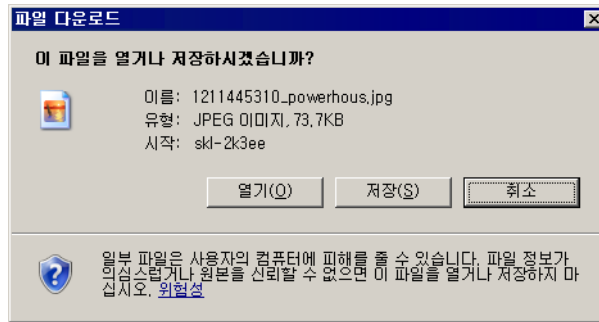 파일 다운로드
이 파일을 열거나 저장하시겠습니까?
이름: 1211445310_powerhous.jpg
유형: JPEG 이미지, 73,7KB
시작: skl-2k3ee
열기(O) 저장(S) 취소
일부 파일은 사용자의 컴퓨터에 피해를 줄 수 있습니다. 파일 정보가
의심스럽거나 원본을 신뢰할 수 없으면 이 파일을 열거나 저장하지 마
십시오. 위험성